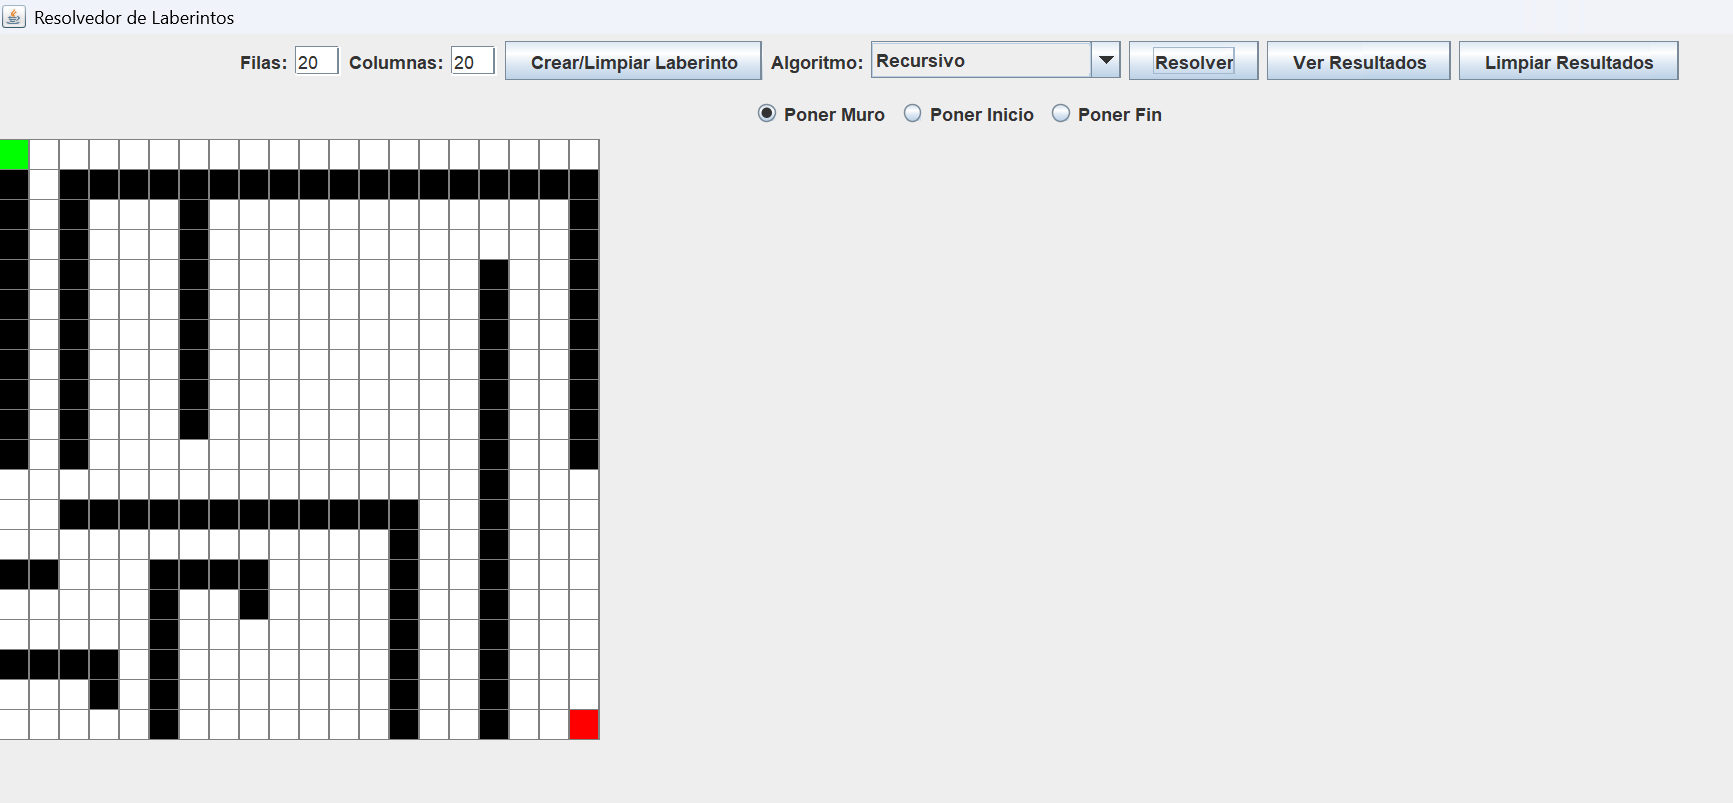 Resolvedor de Laberintos
Filas: 20 Columnas: 20 Crear/Limpiar Laberinto Algoritmo: Recursivo Resolver Ver Resultados Limpiar Resultados
Poner Muro Poner Inicio Poner Fin